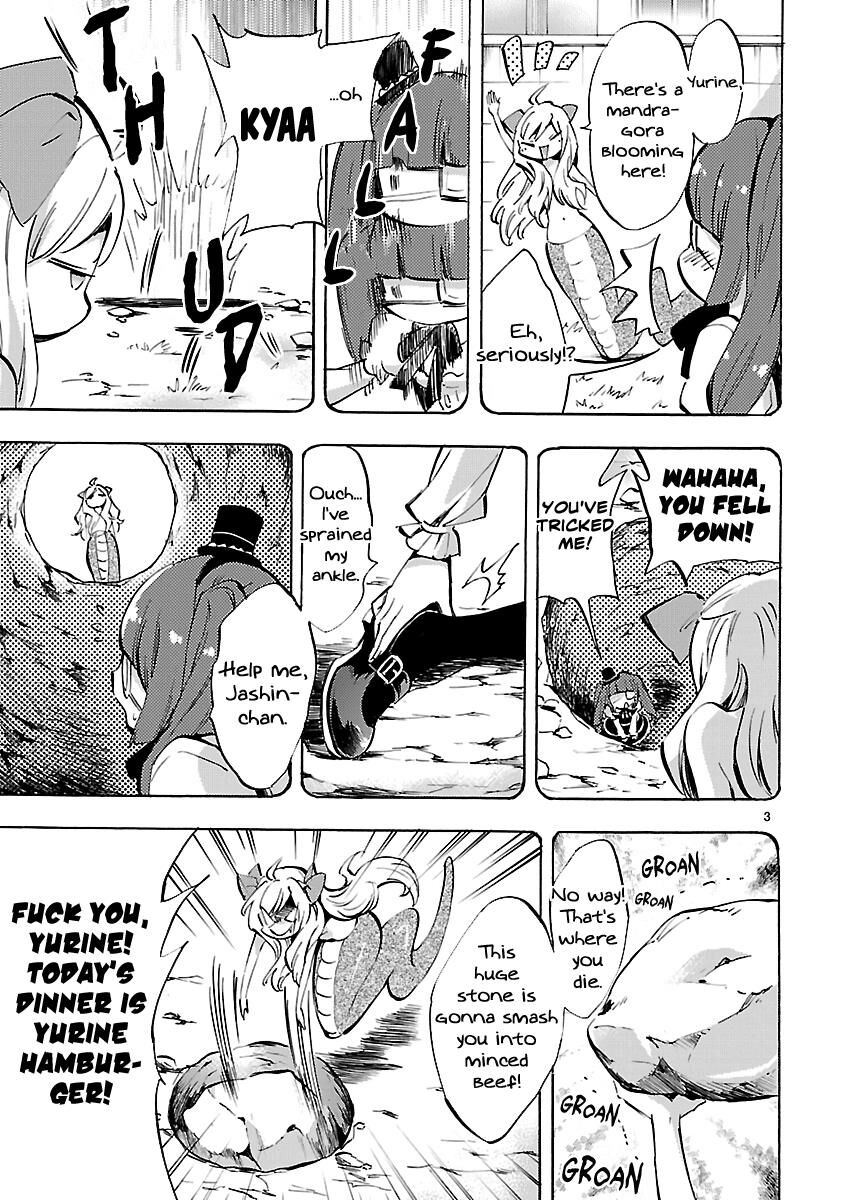 Yurine,
There's a
mandra-
gora
blooming
here!
Eh,
seriously!?
FALL
...oh
KYAA
THUD
WAHAHA,
YOU FELL
DOWN!
YOU'VE
TRICKED
ME!
Ouch...
I've
sprained
my
ankle.
Help me,
Jashin-
chan.
3
GROAN
GROAN
No way!
That's
where
you
die.
GROAN
GROAN
This
huge
stone is
gonna smash
you into
minced
beef!
FUCK YOU,
YURINE!
TODAY'S
DINNER IS
YURINE
HAMBUR-
GER!